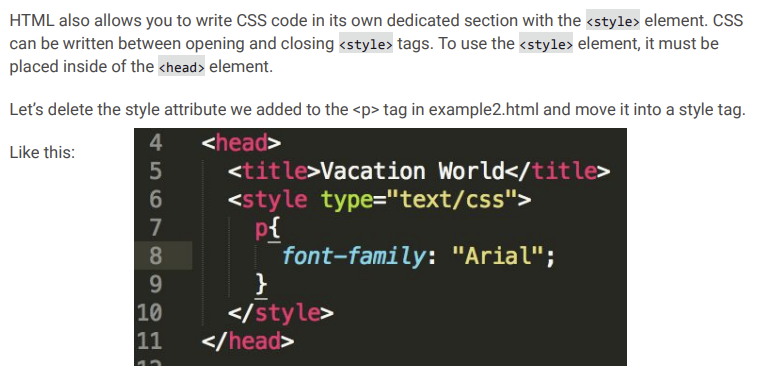 HTML also allows you to write CSS code in its own dedicated section with the <style> element. CSS
can be written between opening and closing <style> tags. To use the <style> element, it must be
placed inside of the <head> element.
Let’s delete the style attribute we added to the <p> tag in example2.html and move it into a style tag.
Like this:
4 <head>
5 <title>Vacation World</title>
6 <style type="text/css">
7 p{
8 font-family: "Arial";
9 }
10 </style>
11 </head>